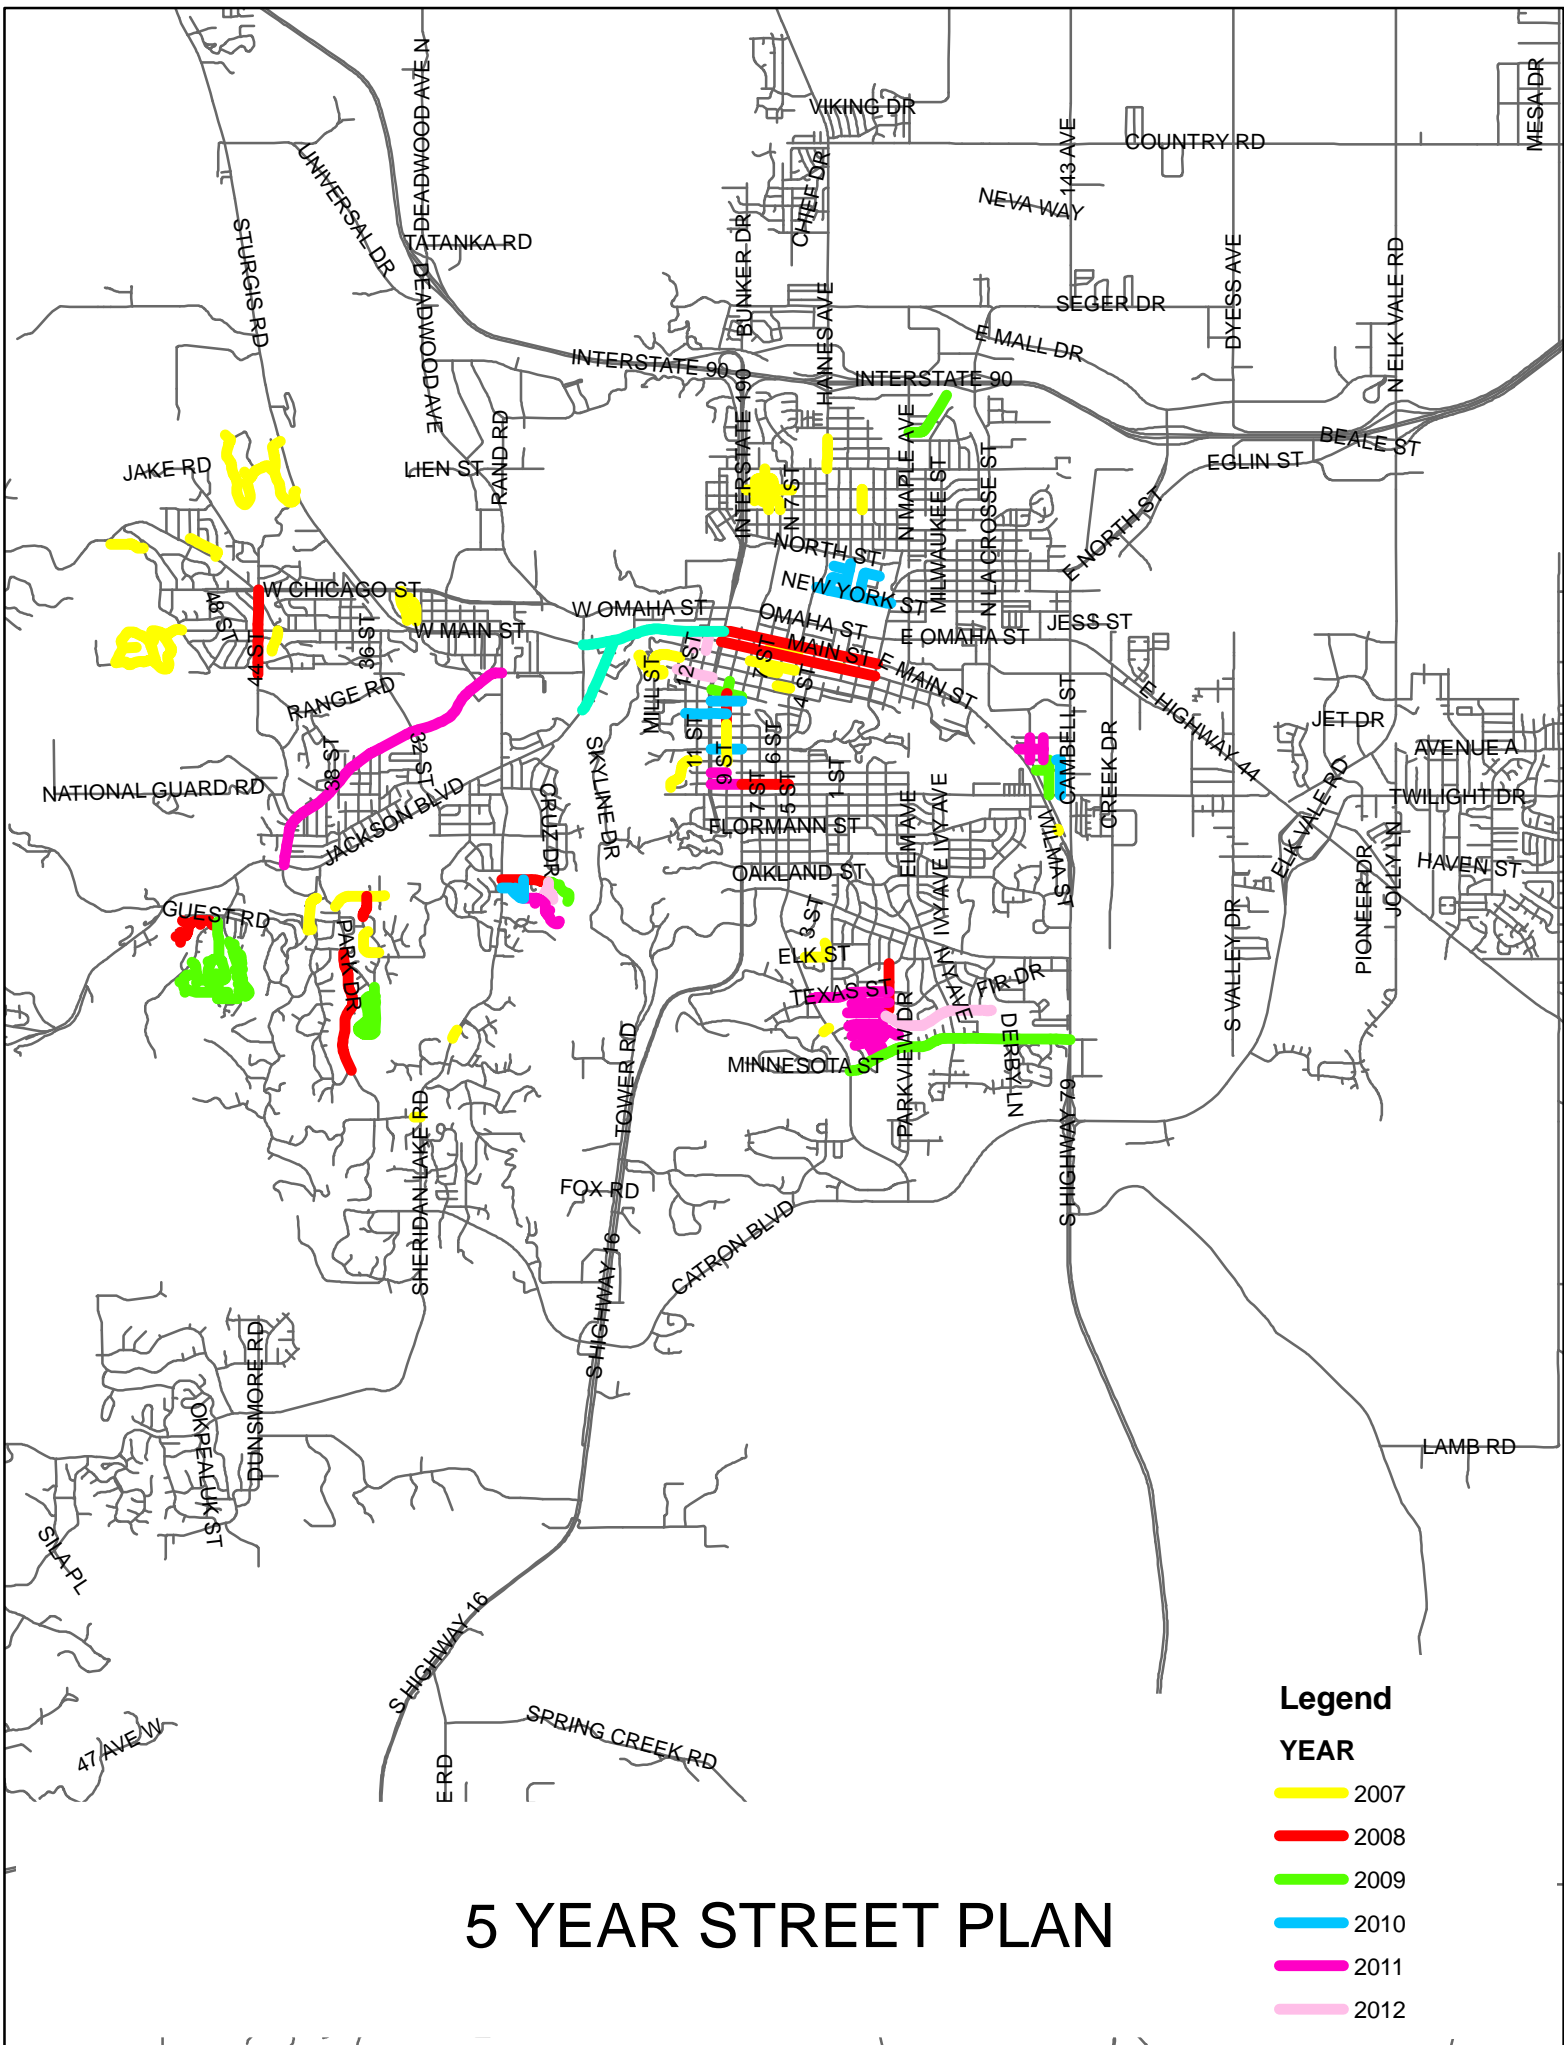 VIKING DR
DEADWOOD AVE N
MESA DR
143 AVE
COUNTRY RD
UNIVERSAL DR
CHIEF DR
NEVA WAY
STURGIS RD
TATANKA RD
BUNKER DR
DYESS AVE
N ELK VALE RD
DEADWOOD AVE
HAINES AVE
SEGER DR
E MALL DR
INTERSTATE 90
INTERSTATE 90
INTERSTATE 190
RAND RD
N MAPLE AVE
BEALE ST
JAKE RD
LIEN ST
EGLIN ST
N 7 ST
MILWAUKEE ST
N LA CROSSE ST
E NORTH ST
NORTH ST
W CHICAGO ST
NEW YORK ST
48 ST
W OMAHA ST
OMAHA ST
JESS ST
W MAIN ST
E OMAHA ST
36 ST
44 ST
12 ST
7 ST
MAIN ST
E MAIN ST
RANGE RD
MILL ST
4 ST
CAMBELL ST
E HIGHWAY 44
JET DR
11 ST
6 ST
38 ST
32 ST
SKYLINE DR
9 ST
CREEK DR
AVENUE A
NATIONAL GUARD RD
7 ST
5 ST
1 ST
ELK VALE RD
TWILIGHT DR
JACKSON BLVD
CRUZ DR
FLORMANN ST
ELM AVE
IVY AVE
IVY AVE
WILMA ST
HAVEN ST
OAKLAND ST
PIONEER DR
JOLLY LN
GUEST RD
PARK DR
3 ST
S VALLEY DR
ELK ST
IVY AVE
FIR DR
TEXAS ST
TOWER RD
PARKVIEW DR
DERBY LN
MINNESOTA ST
SHERIDAN LAKE RD
S HIGHWAY 79
FOX RD
CATRON BLVD
S HIGHWAY 16
DUNSMORE RD
OKPEALUK ST
LAMB RD
SILA PL
S HIGHWAY 16
47 AVE W
SPRING CREEK RD
E RD
Legend
YEAR
2007
2008
2009
2010
2011
2012
5 YEAR STREET PLAN